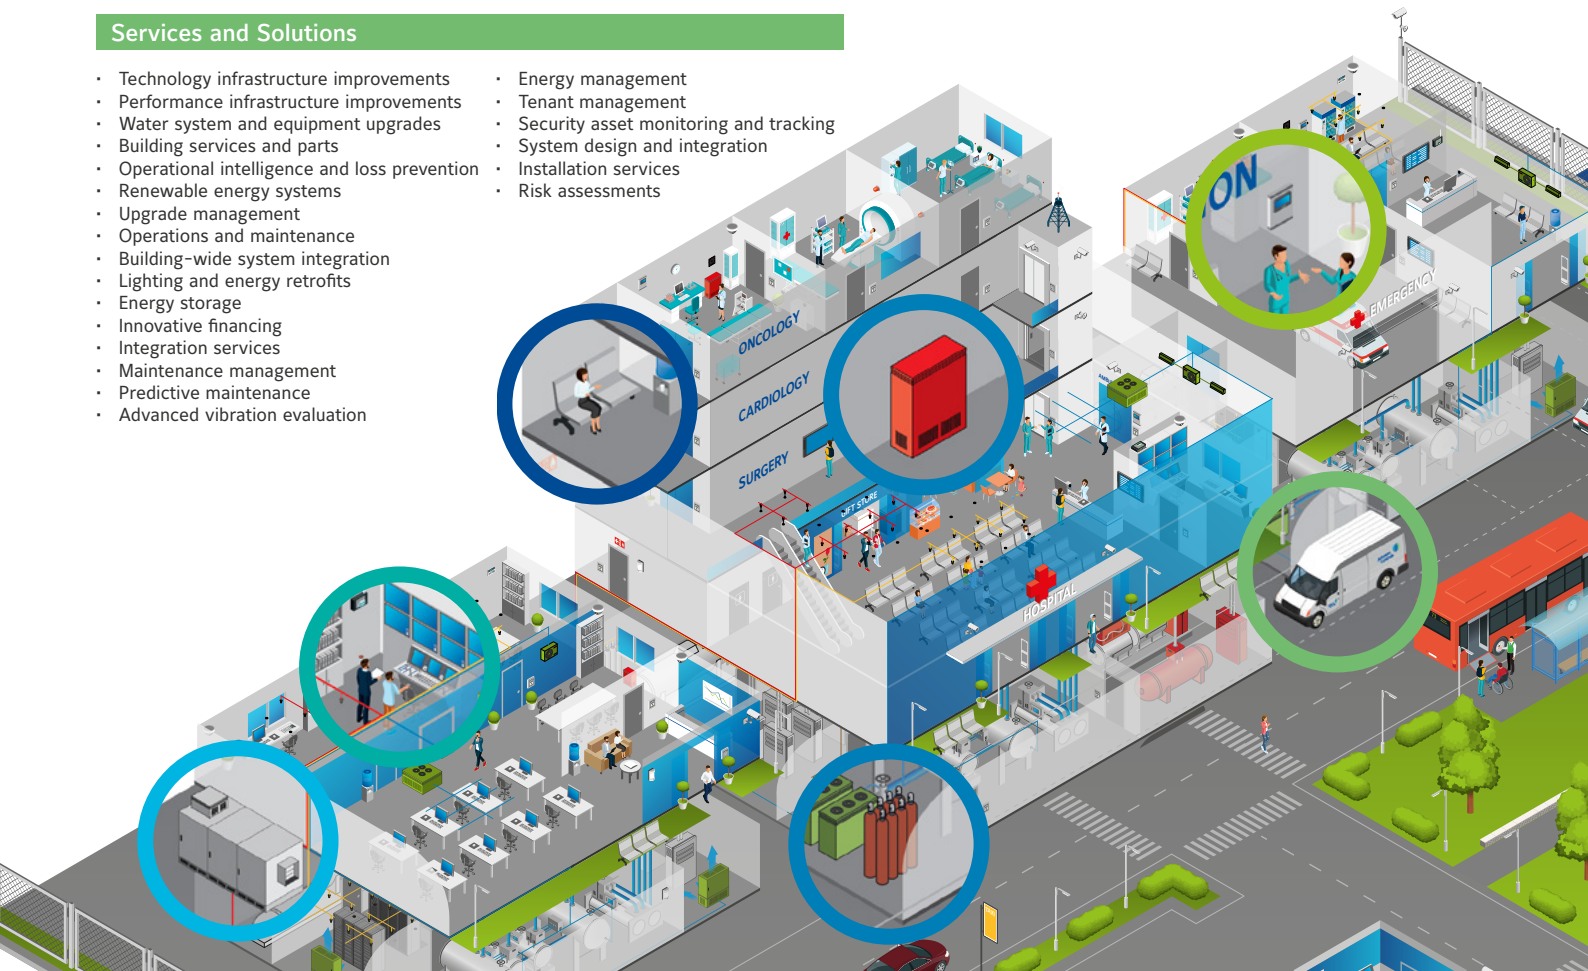 Services and Solutions
· Technology infrastructure improvements
· Performance infrastructure improvements
· Water system and equipment upgrades
· Building services and parts
· Operational intelligence and loss prevention
· Renewable energy systems
· Upgrade management
· Operations and maintenance
· Building-wide system integration
· Lighting and energy retrofits
· Energy storage
· Innovative financing
· Integration services
· Maintenance management
· Predictive maintenance
· Advanced vibration evaluation
· Energy management
· Tenant management
· Security asset monitoring and tracking
· System design and integration
· Installation services
· Risk assessments
ION
EMERGENCY
ONCOLOGY
CARDIOLOGY
SURGERY
GIFT STORE
HOSPITAL